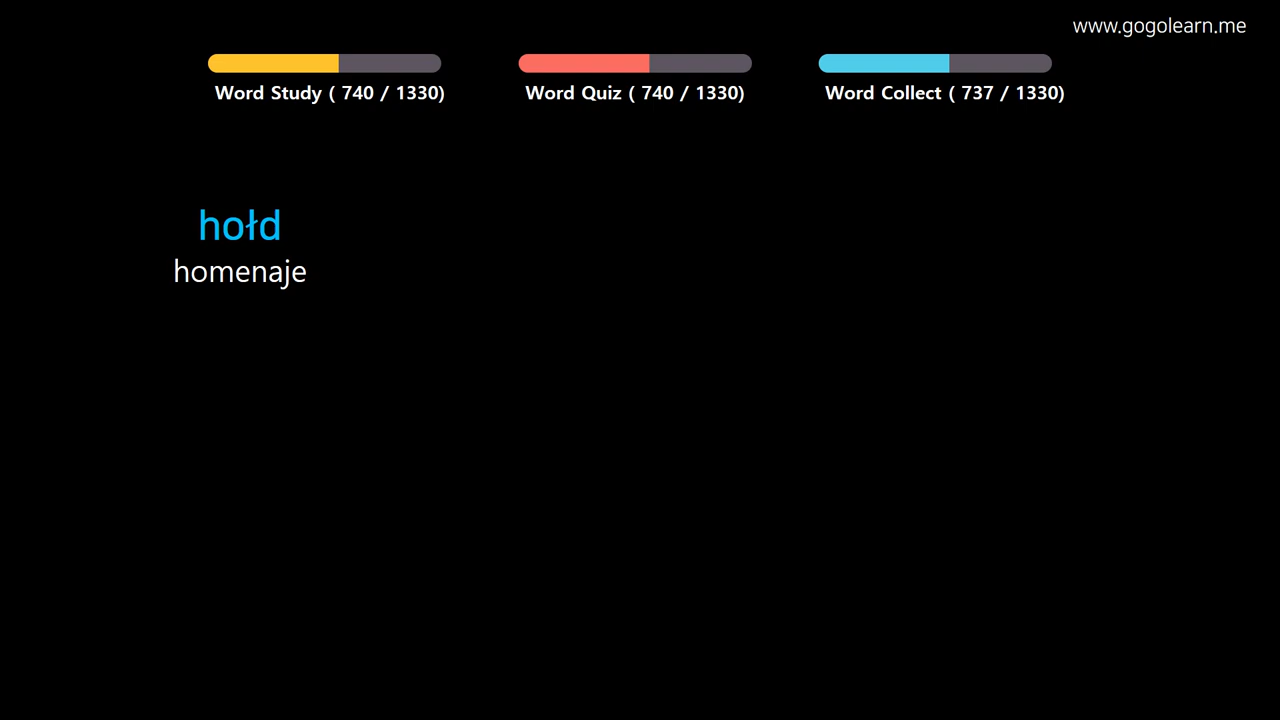 www.gogolearn.me
Word Study ( 740 / 1330)
Word Quiz ( 740 / 1330)
Word Collect ( 737 / 1330)
hołd
homenaje